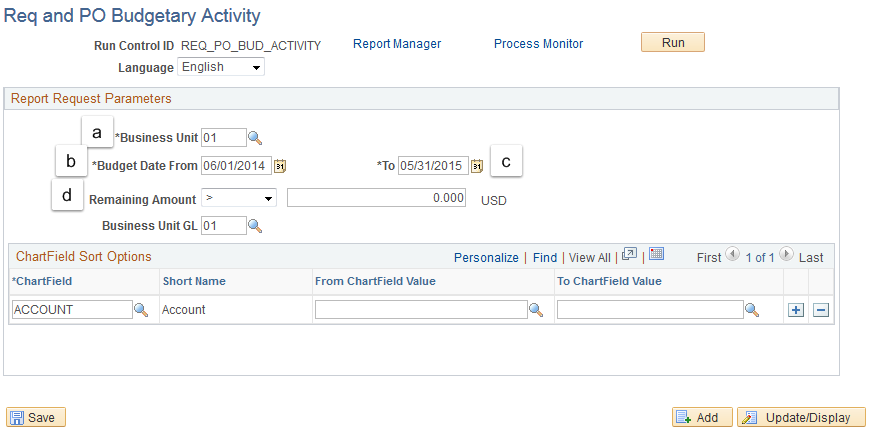 Req and PO Budgetary Activity
Run Control ID REQ_PO_BUD_ACTIVITY Report Manager Process Monitor Run
Language English
Report Request Parameters
a *Business Unit 01
b *Budget Date From 06/01/2014 31 *To 05/31/2015 31 c
d Remaining Amount > 0.000 USD
Business Unit GL 01
ChartField Sort Options Personalize | Find | View All | | First 1 of 1 Last
*ChartField Short Name From ChartField Value To ChartField Value
ACCOUNT Account + -
Save Add Update/Display